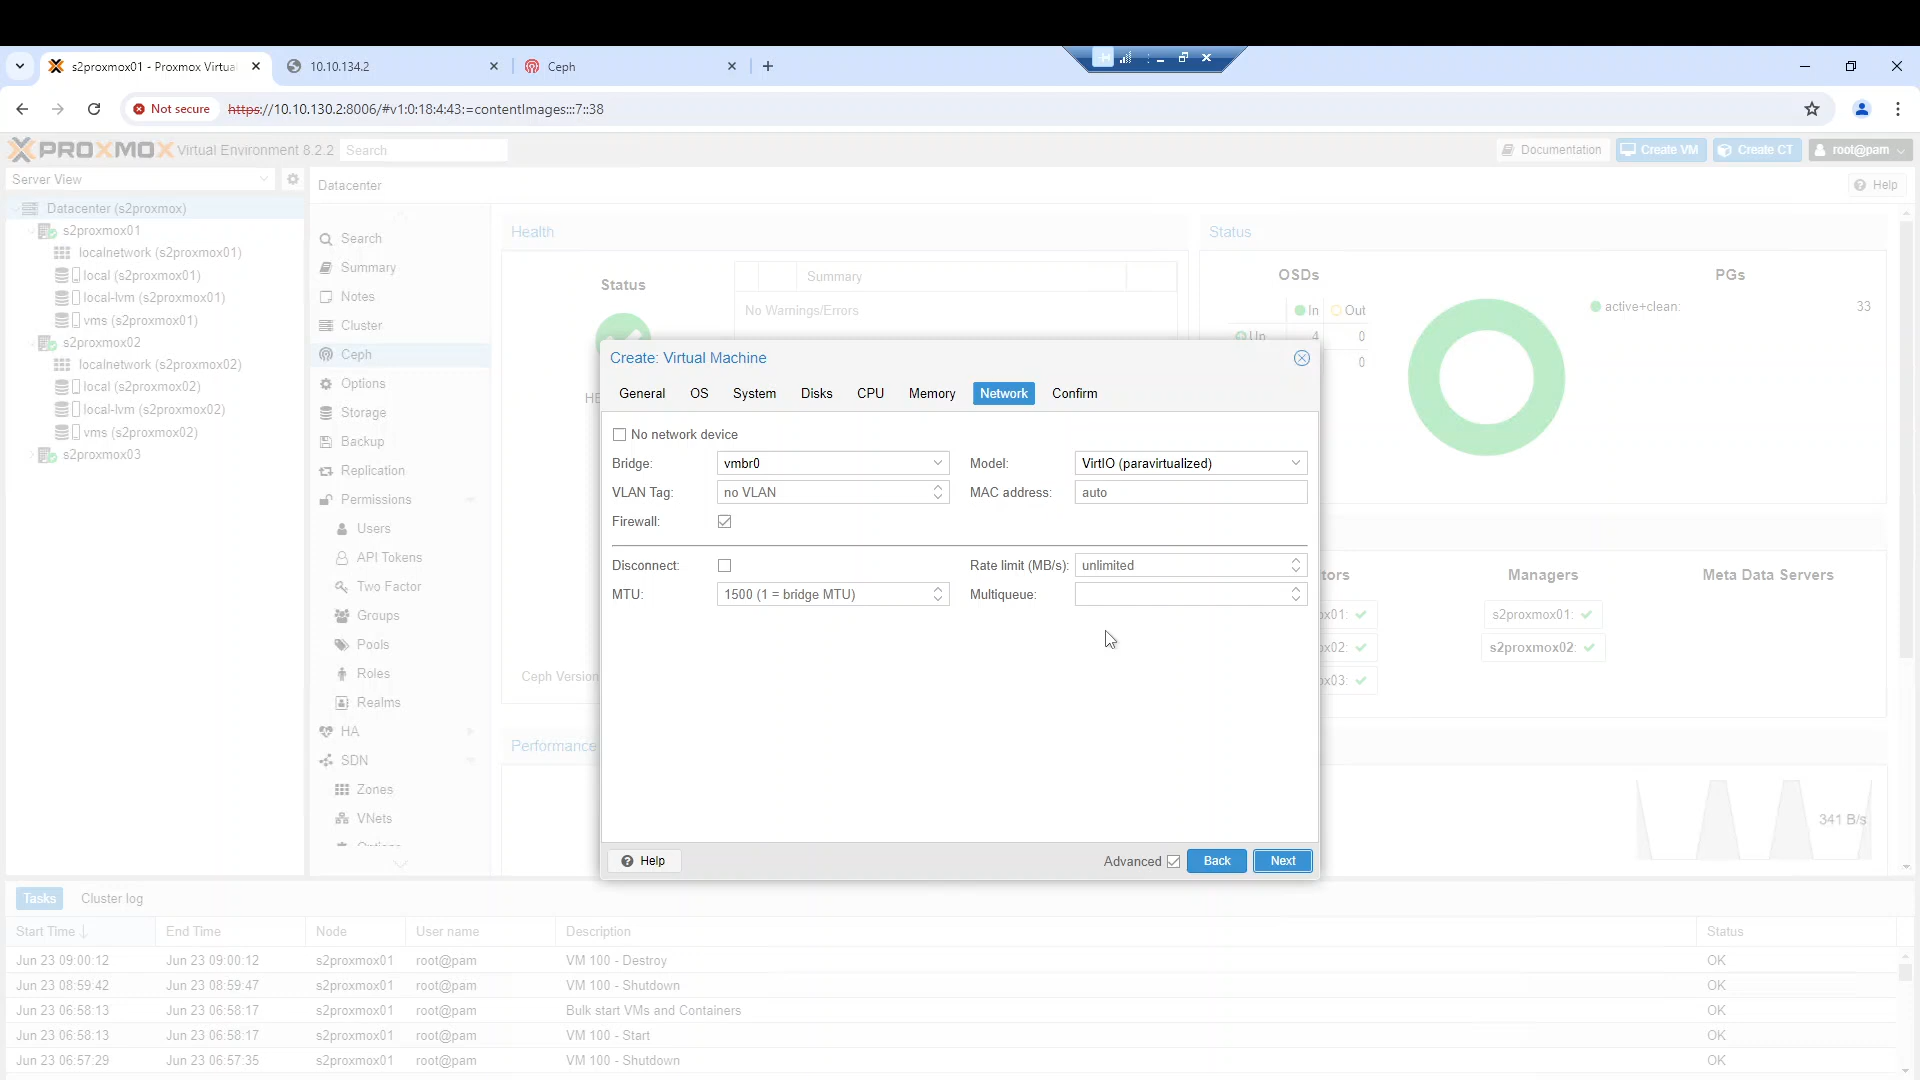 s2proxmox01 - Proxmox Virtua
10.10.134.2
Ceph
Not secure
https://10.10.130.2:8006/#v1:0:18:4:43:=contentImages:::7::38
PROXMOX Virtual Environment 8.2.2
Search
Documentation
Create VM
Create CT
root@pam
Server View
Datacenter
Help
Datacenter (s2proxmox)
s2proxmox01
localnetwork (s2proxmox01)
local (s2proxmox01)
local-lvm (s2proxmox01)
vms (s2proxmox01)
s2proxmox02
localnetwork (s2proxmox02)
local (s2proxmox02)
local-lvm (s2proxmox02)
vms (s2proxmox02)
s2proxmox03
Search
Summary
Notes
Cluster
Ceph
Options
Storage
Backup
Replication
Permissions
Users
API Tokens
Two Factor
Groups
Pools
Roles
Realms
HA
SDN
Zones
VNets
Options
Health
Status
Summary
No Warnings/Errors
HE
Ceph Version
Performance
Status
OSDs
In
Out
Up
4
0
0
PGs
active+clean:
33
tors
ox01:
ox02:
ox03:
Managers
s2proxmox01:
s2proxmox02:
Meta Data Servers
341 B/s
Create: Virtual Machine
General OS System Disks CPU Memory Network Confirm
No network device
Bridge: vmbr0
Model: VirtIO (paravirtualized)
VLAN Tag: no VLAN
MAC address: auto
Firewall:
Disconnect:
Rate limit (MB/s): unlimited
MTU: 1500 (1 = bridge MTU)
Multiqueue:
Help
Advanced
Back
Next
Tasks
Cluster log
Start Time End Time Node User name Description Status
Jun 23 09:00:12 Jun 23 09:00:12 s2proxmox01 root@pam VM 100 - Destroy OK
Jun 23 08:59:42 Jun 23 08:59:47 s2proxmox01 root@pam VM 100 - Shutdown OK
Jun 23 06:58:13 Jun 23 06:58:17 s2proxmox01 root@pam Bulk start VMs and Containers OK
Jun 23 06:58:13 Jun 23 06:58:17 s2proxmox01 root@pam VM 100 - Start OK
Jun 23 06:57:29 Jun 23 06:57:35 s2proxmox01 root@pam VM 100 - Shutdown OK